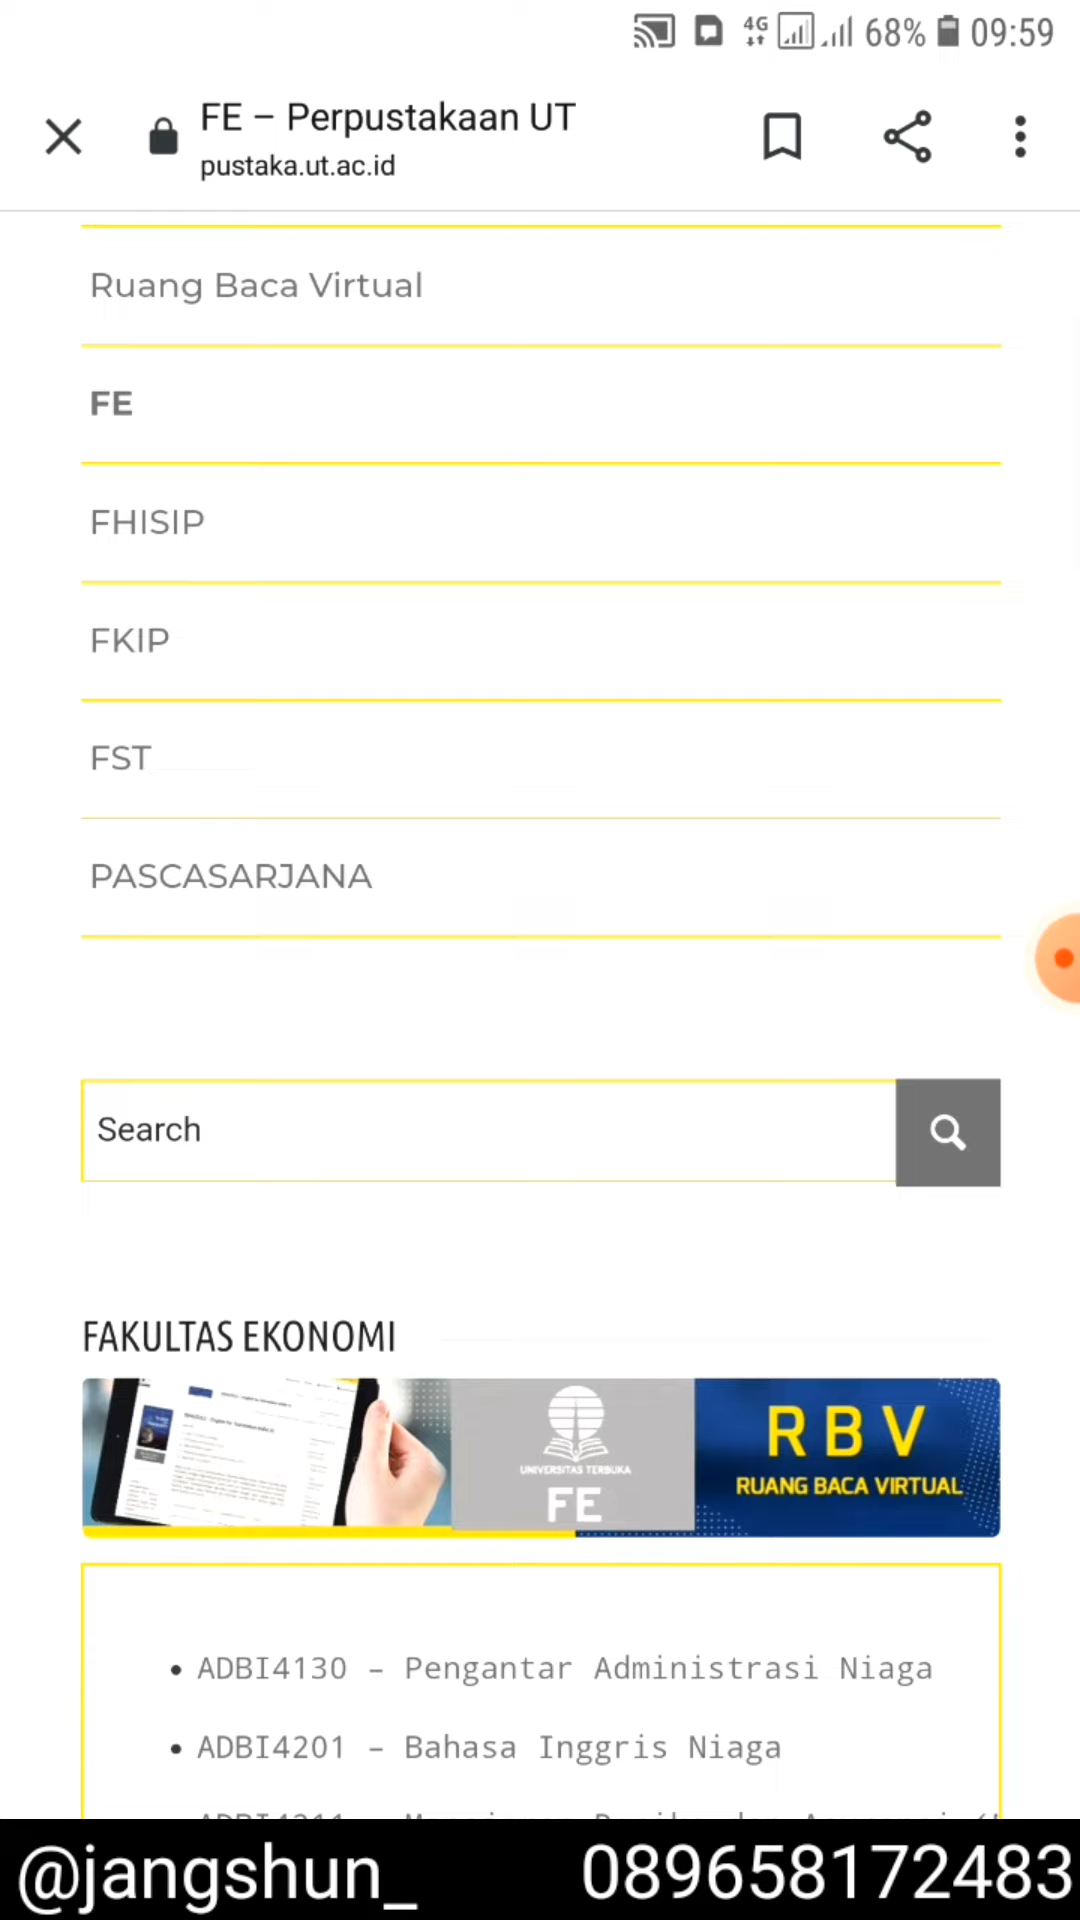 4G 68% 09:59
FE – Perpustakaan UT
pustaka.ut.ac.id
Ruang Baca Virtual
FE
FHISIP
FKIP
FST
PASCASARJANA
Search
FAKULTAS EKONOMI
UNIVERSITAS TERBUKA
FE
RBV
RUANG BACA VIRTUAL
• ADBI4130 – Pengantar Administrasi Niaga
• ADBI4201 – Bahasa Inggris Niaga
@jangshun_ 089658172483